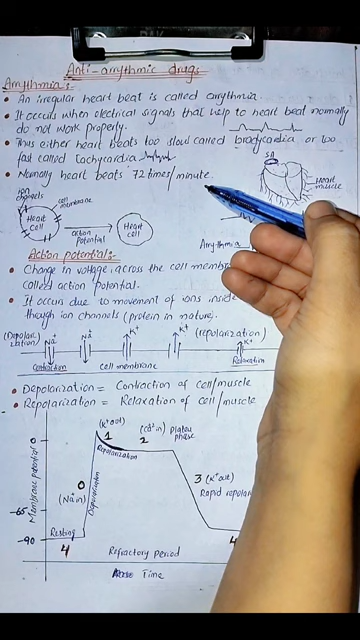 Anti-arrythmic drugs
Arrythmia:
• An irregular heart beat is called arrythmia.
• It occurs when electrical signals that help to heart beat normally
do not work properly.
• Thus either heart beats too slow called bradycardia or too
fast called tachycardia
• Normally heart beats 72 times/minute.
SA
Heart
muscle
ion
channels
cell membrane
Heart
cell
action
potential
Heart
cell
Arrythmia
Action potential:
• Change in voltage across the cell
called action potential.
• It occurs due to movement of ions inside
through ion channels (protein in nature).
(Depolarization)
Na+
Na+
K+
K+
(repolarization)
K+
Contraction
cell membrane
Relaxation
• Depolarization = Contraction of cell/muscle
• Repolarization = Relaxation of cell/muscle
(K+ out)
1
(Ca2+ in)
2
Plateu
phase
Repolarization
0
(Na+ in)
Depolarization
3 (K+ out)
Rapid
Membrane potential
0
-65
-90
Resting
4
4
Refractory period
Time